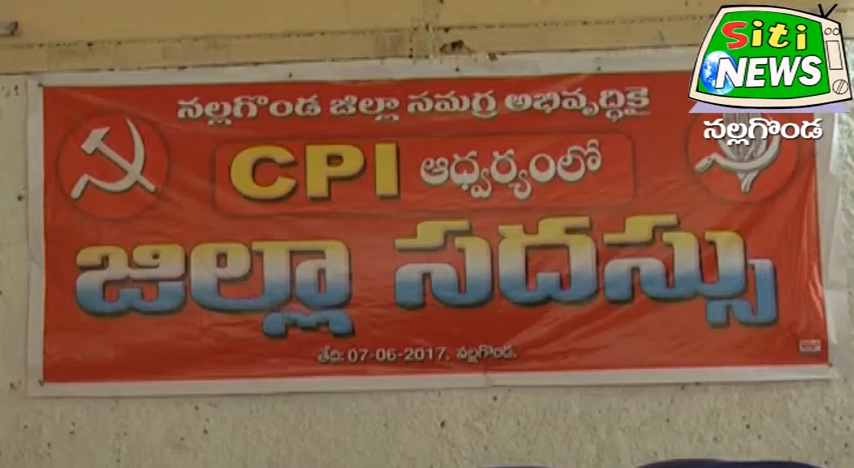 Siti
NEWS
నల్లగొండ
నల్లగొండ జిల్లా సమగ్ర అభివృద్ధికై
CPI ఆధ్వర్యంలో
జిల్లా సదస్సు
తేది: 07-06-2017, నల్లగొండ.